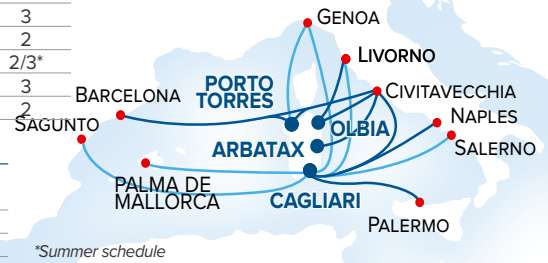 3
2
2/3*
3
2
GENOA
LIVORNO
CIVITAVECCHIA
PORTO
TORRES
BARCELONA
NAPLES
SAGUNTO
OLBIA
SALERNO
ARBATAX
PALMA DE
MALLORCA
CAGLIARI
PALERMO
*Summer schedule